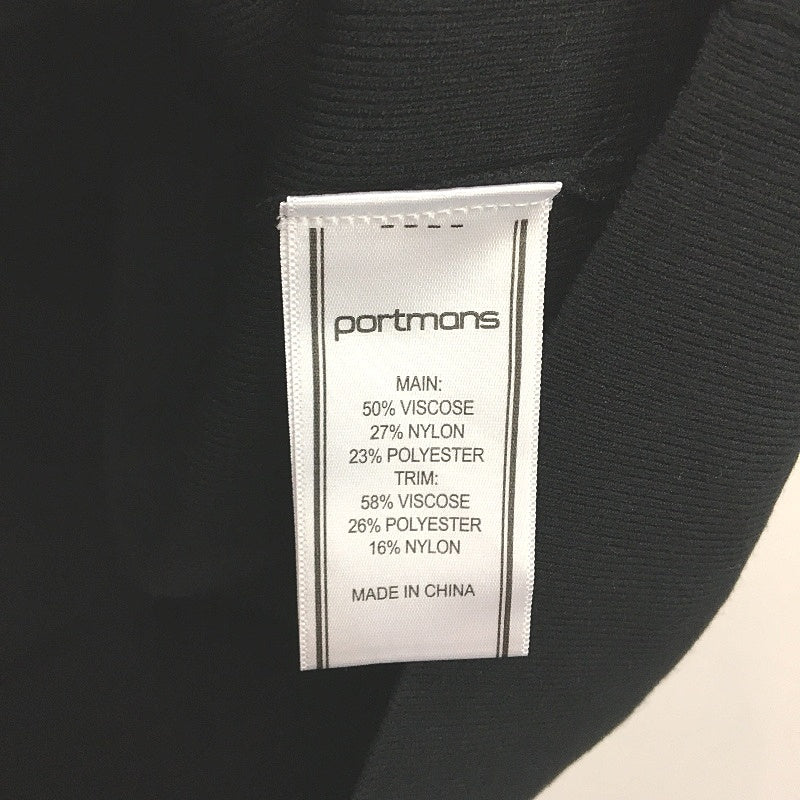 portmans
MAIN:
50% VISCOSE
27% NYLON
23% POLYESTER
TRIM:
58% VISCOSE
26% POLYESTER
16% NYLON
MADE IN CHINA